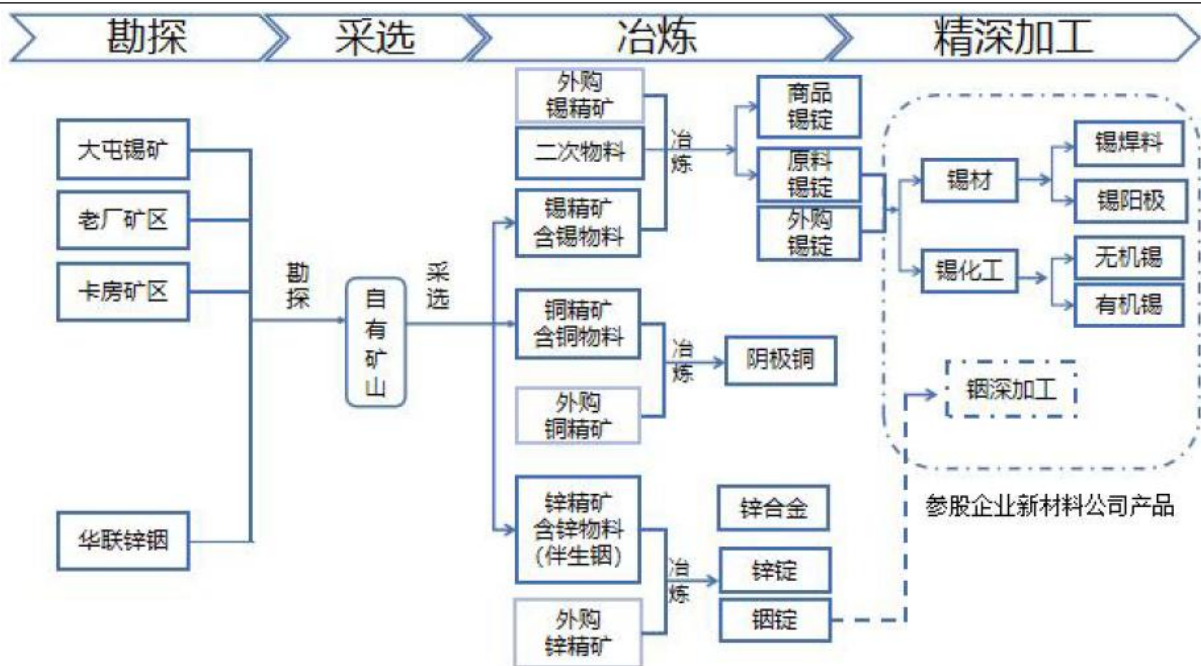 勘探
采选
冶炼
精深加工
大屯锡矿
老厂矿区
卡房矿区
华联锌铟
勘
探
自
有
矿
山
采
选
外购
锡精矿
二次物料
锡精矿
含锡物料
冶
炼
商品
锡锭
原料
锡锭
外购
锡锭
锡材
锡焊料
锡阳极
锡化工
无机锡
有机锡
铜精矿
含铜物料
外购
铜精矿
冶
炼
阴极铜
铟深加工
参股企业新材料公司产品
锌精矿
含锌物料
(伴生铟)
外购
锌精矿
冶
炼
锌合金
锌锭
铟锭